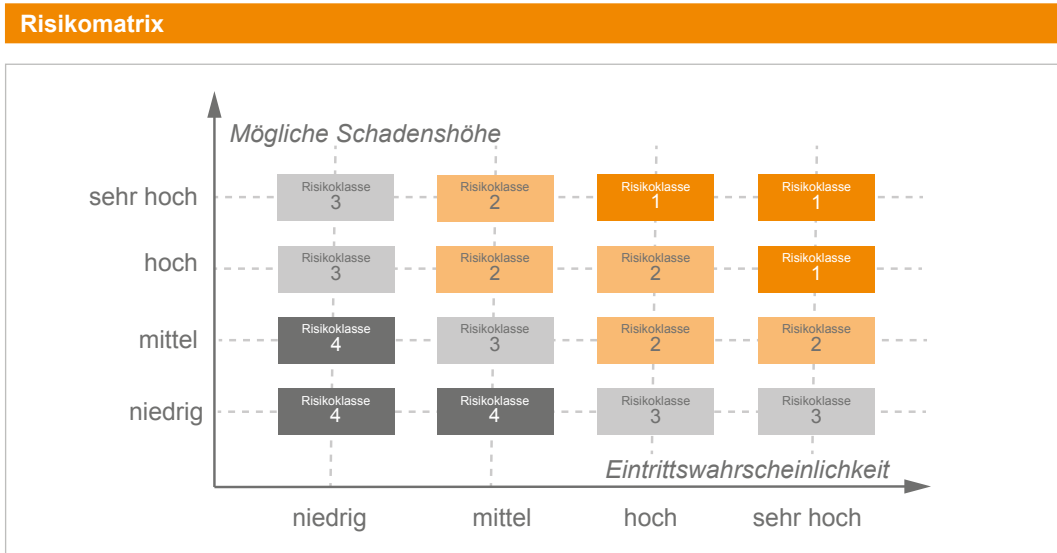 Risikomatrix
Mögliche Schadenshöhe
sehr hoch
Risikoklasse
3
Risikoklasse
2
Risikoklasse
1
Risikoklasse
1
hoch
Risikoklasse
3
Risikoklasse
2
Risikoklasse
2
Risikoklasse
1
mittel
Risikoklasse
4
Risikoklasse
3
Risikoklasse
2
Risikoklasse
2
niedrig
Risikoklasse
4
Risikoklasse
4
Risikoklasse
3
Risikoklasse
3
Eintrittswahrscheinlichkeit
niedrig
mittel
hoch
sehr hoch